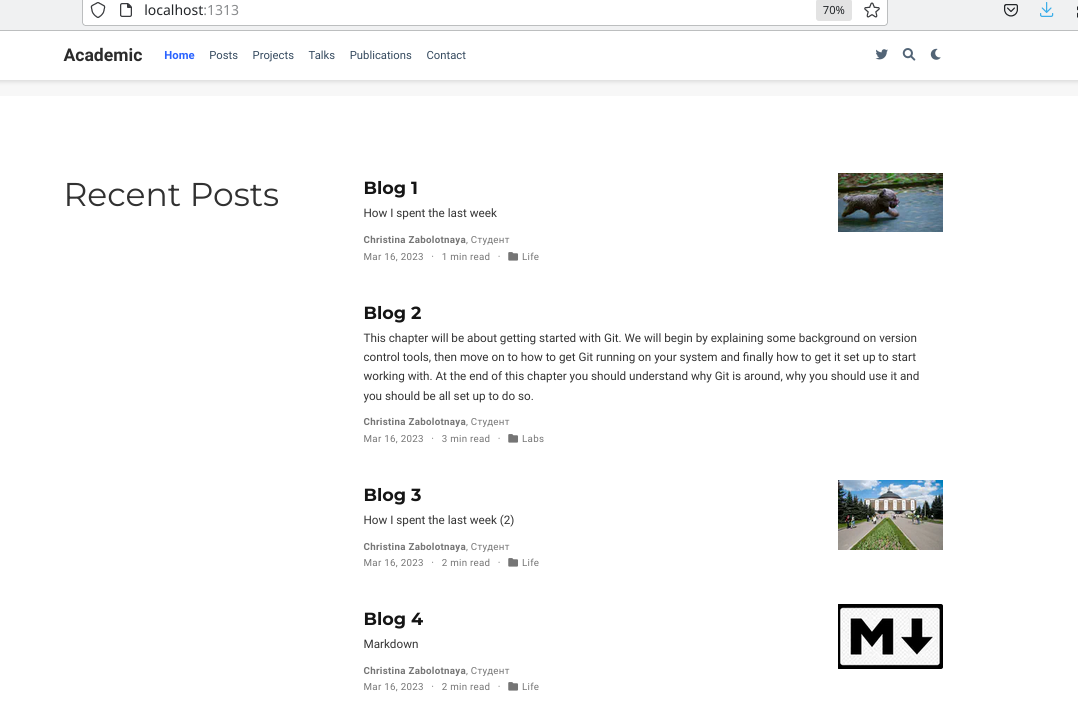 localhost:1313
70%
Academic Home Posts Projects Talks Publications Contact
Recent Posts
Blog 1
How I spent the last week
Christina Zabolotnaya, Студент
Mar 16, 2023 · 1 min read · Life
Blog 2
This chapter will be about getting started with Git. We will begin by explaining some background on version
control tools, then move on to how to get Git running on your system and finally how to get it set up to start
working with. At the end of this chapter you should understand why Git is around, why you should use it and
you should be all set up to do so.
Christina Zabolotnaya, Студент
Mar 16, 2023 · 3 min read · Labs
Blog 3
How I spent the last week (2)
Christina Zabolotnaya, Студент
Mar 16, 2023 · 2 min read · Life
Blog 4
Markdown
Christina Zabolotnaya, Студент
Mar 16, 2023 · 2 min read · Life
M